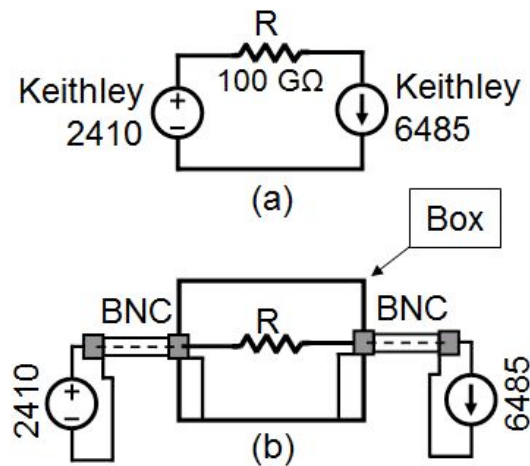 R
100 GΩ
Keithley
2410
+
−
Keithley
6485
(a)
Box
BNC
R
BNC
2410
+
−
6485
(b)